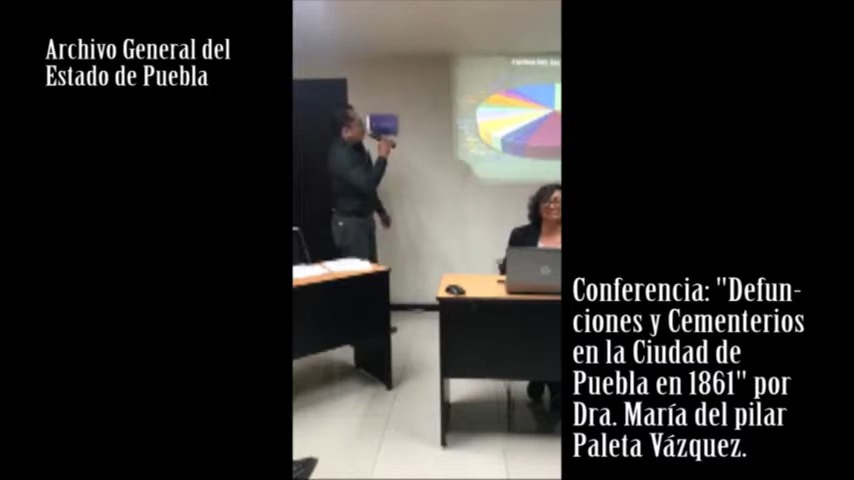 Archivo General del
Estado de Puebla
Conferencia: "Defun-
ciones y Cementerios
en la Ciudad de
Puebla en 1861" por
Dra. María del pilar
Paleta Vázquez.